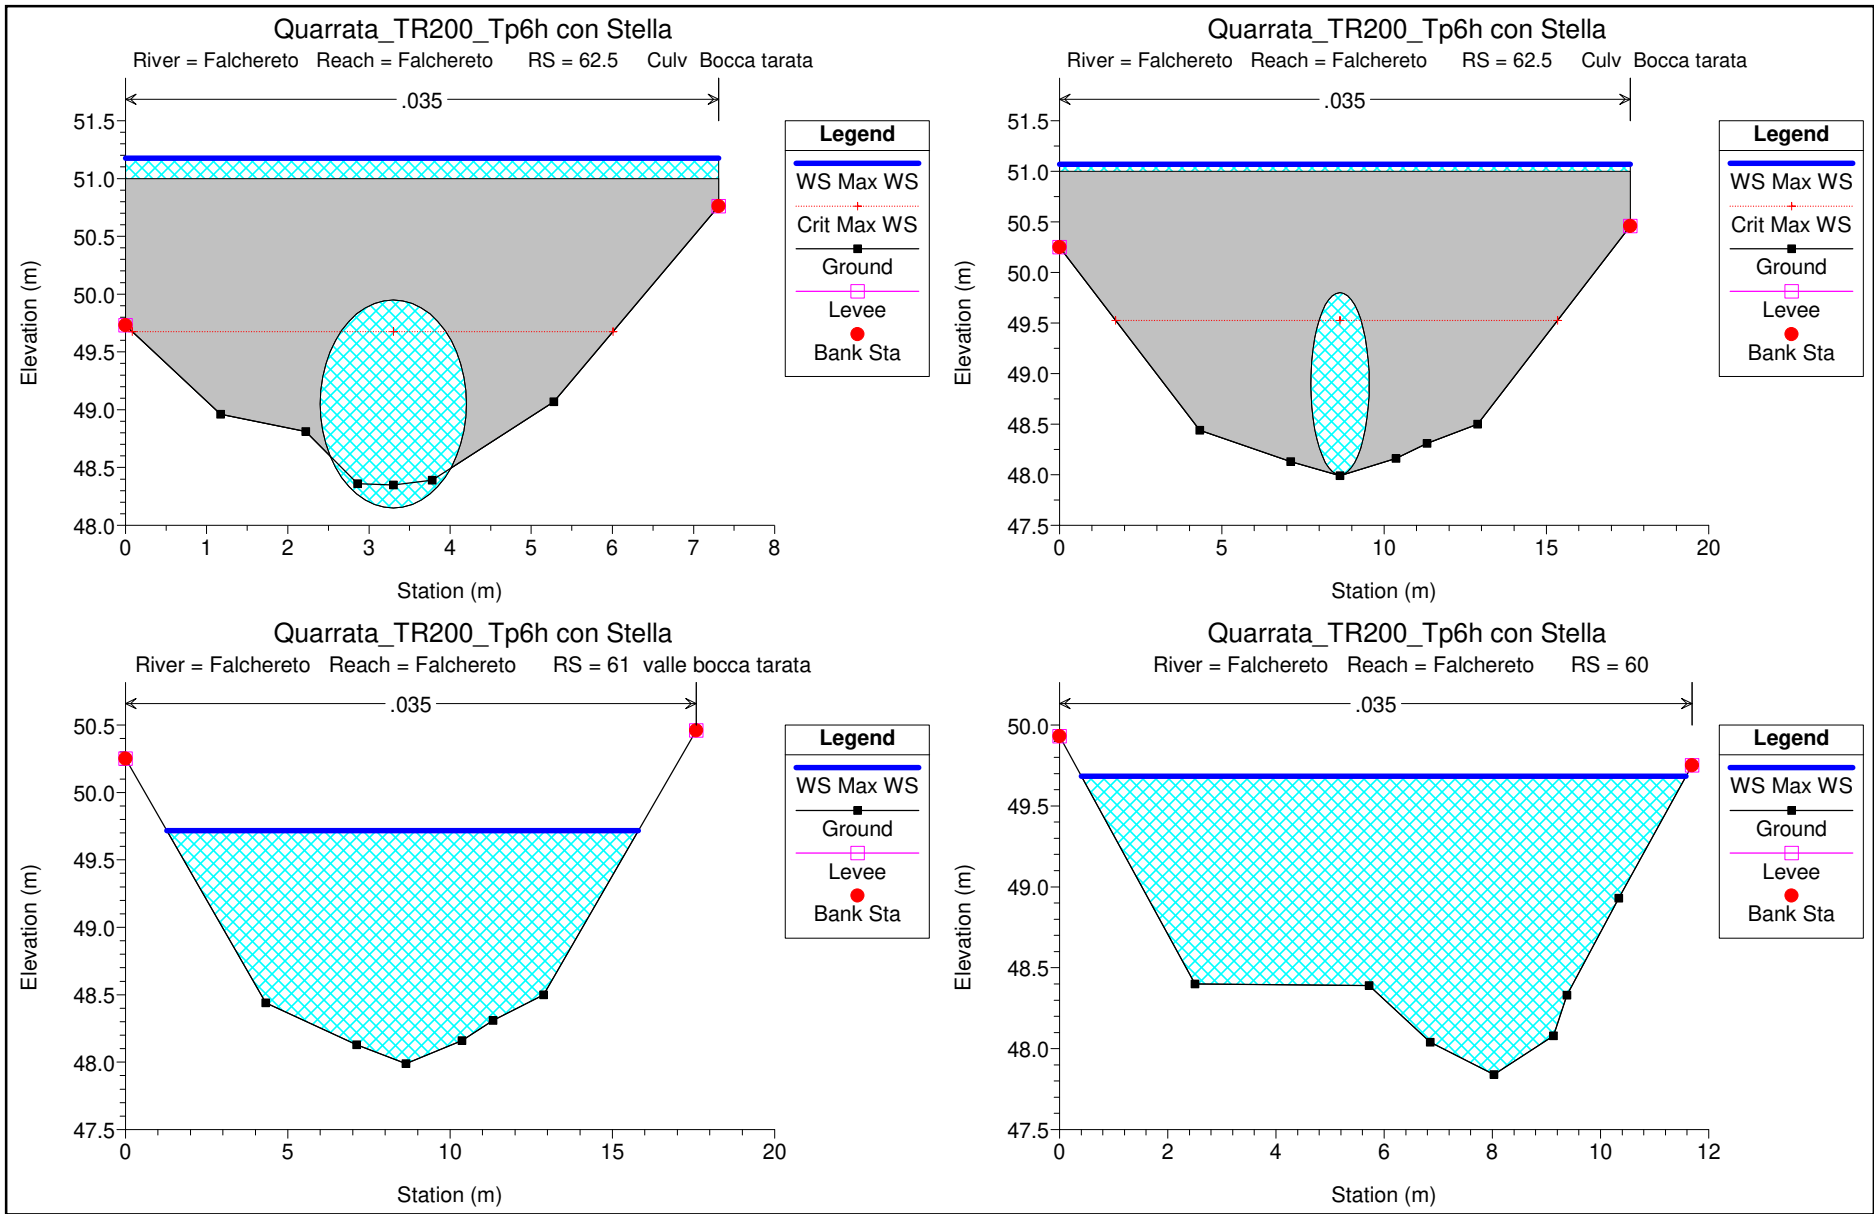 Quarrata_TR200_Tp6h con Stella
River = Falchereto Reach = Falchereto RS = 62.5 Culv Bocca tarata
.035
51.5
51.0
50.5
50.0
49.5
49.0
48.5
48.0
0 1 2 3 4 5 6 7 8
Station (m)
Elevation (m)
Legend
WS Max WS
Crit Max WS
Ground
Levee
Bank Sta
Quarrata_TR200_Tp6h con Stella
River = Falchereto Reach = Falchereto RS = 62.5 Culv Bocca tarata
.035
51.5
51.0
50.5
50.0
49.5
49.0
48.5
48.0
47.5
0 5 10 15 20
Station (m)
Elevation (m)
Legend
WS Max WS
Crit Max WS
Ground
Levee
Bank Sta
Quarrata_TR200_Tp6h con Stella
River = Falchereto Reach = Falchereto RS = 61 valle bocca tarata
.035
50.5
50.0
49.5
49.0
48.5
48.0
47.5
0 5 10 15 20
Station (m)
Elevation (m)
Legend
WS Max WS
Ground
Levee
Bank Sta
Quarrata_TR200_Tp6h con Stella
River = Falchereto Reach = Falchereto RS = 60
.035
50.0
49.5
49.0
48.5
48.0
47.5
0 2 4 6 8 10 12
Station (m)
Elevation (m)
Legend
WS Max WS
Ground
Levee
Bank Sta